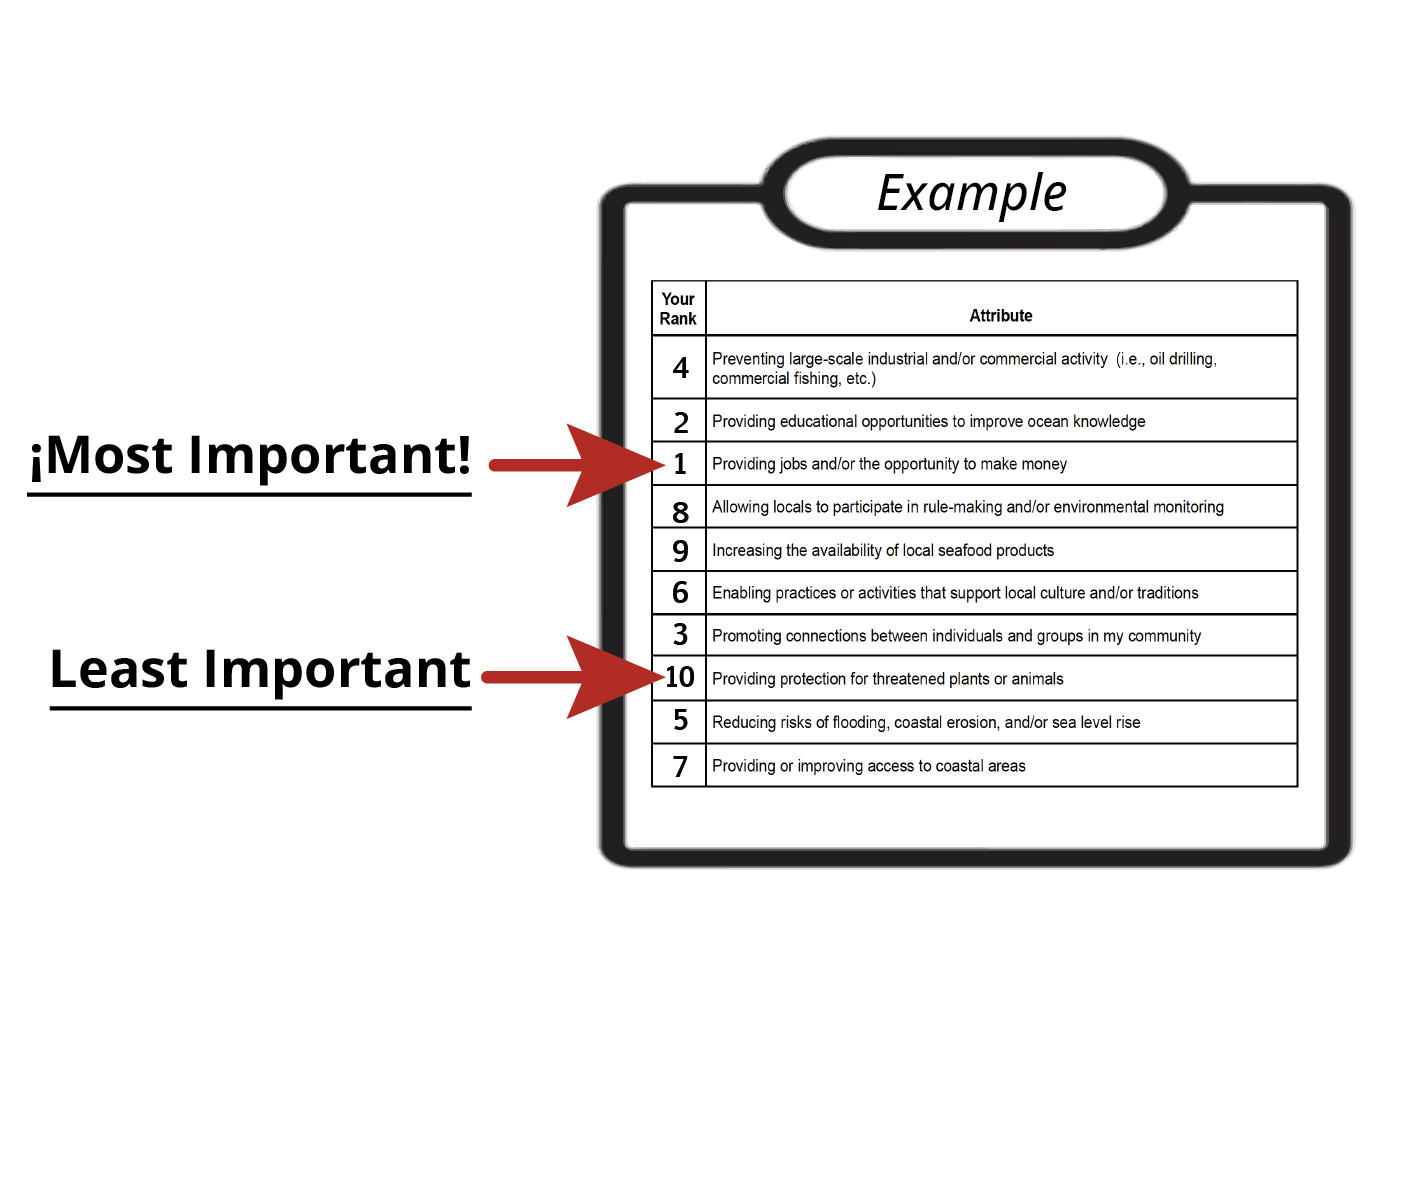 Example
Your
Rank
Attribute
4
Preventing large-scale industrial and/or commercial activity (i.e., oil drilling,
commercial fishing, etc.)
2
Providing educational opportunities to improve ocean knowledge
¡Most Important!
1
Providing jobs and/or the opportunity to make money
8
Allowing locals to participate in rule-making and/or environmental monitoring
9
Increasing the availability of local seafood products
6
Enabling practices or activities that support local culture and/or traditions
3
Promoting connections between individuals and groups in my community
Least Important
10
Providing protection for threatened plants or animals
5
Reducing risks of flooding, coastal erosion, and/or sea level rise
7
Providing or improving access to coastal areas